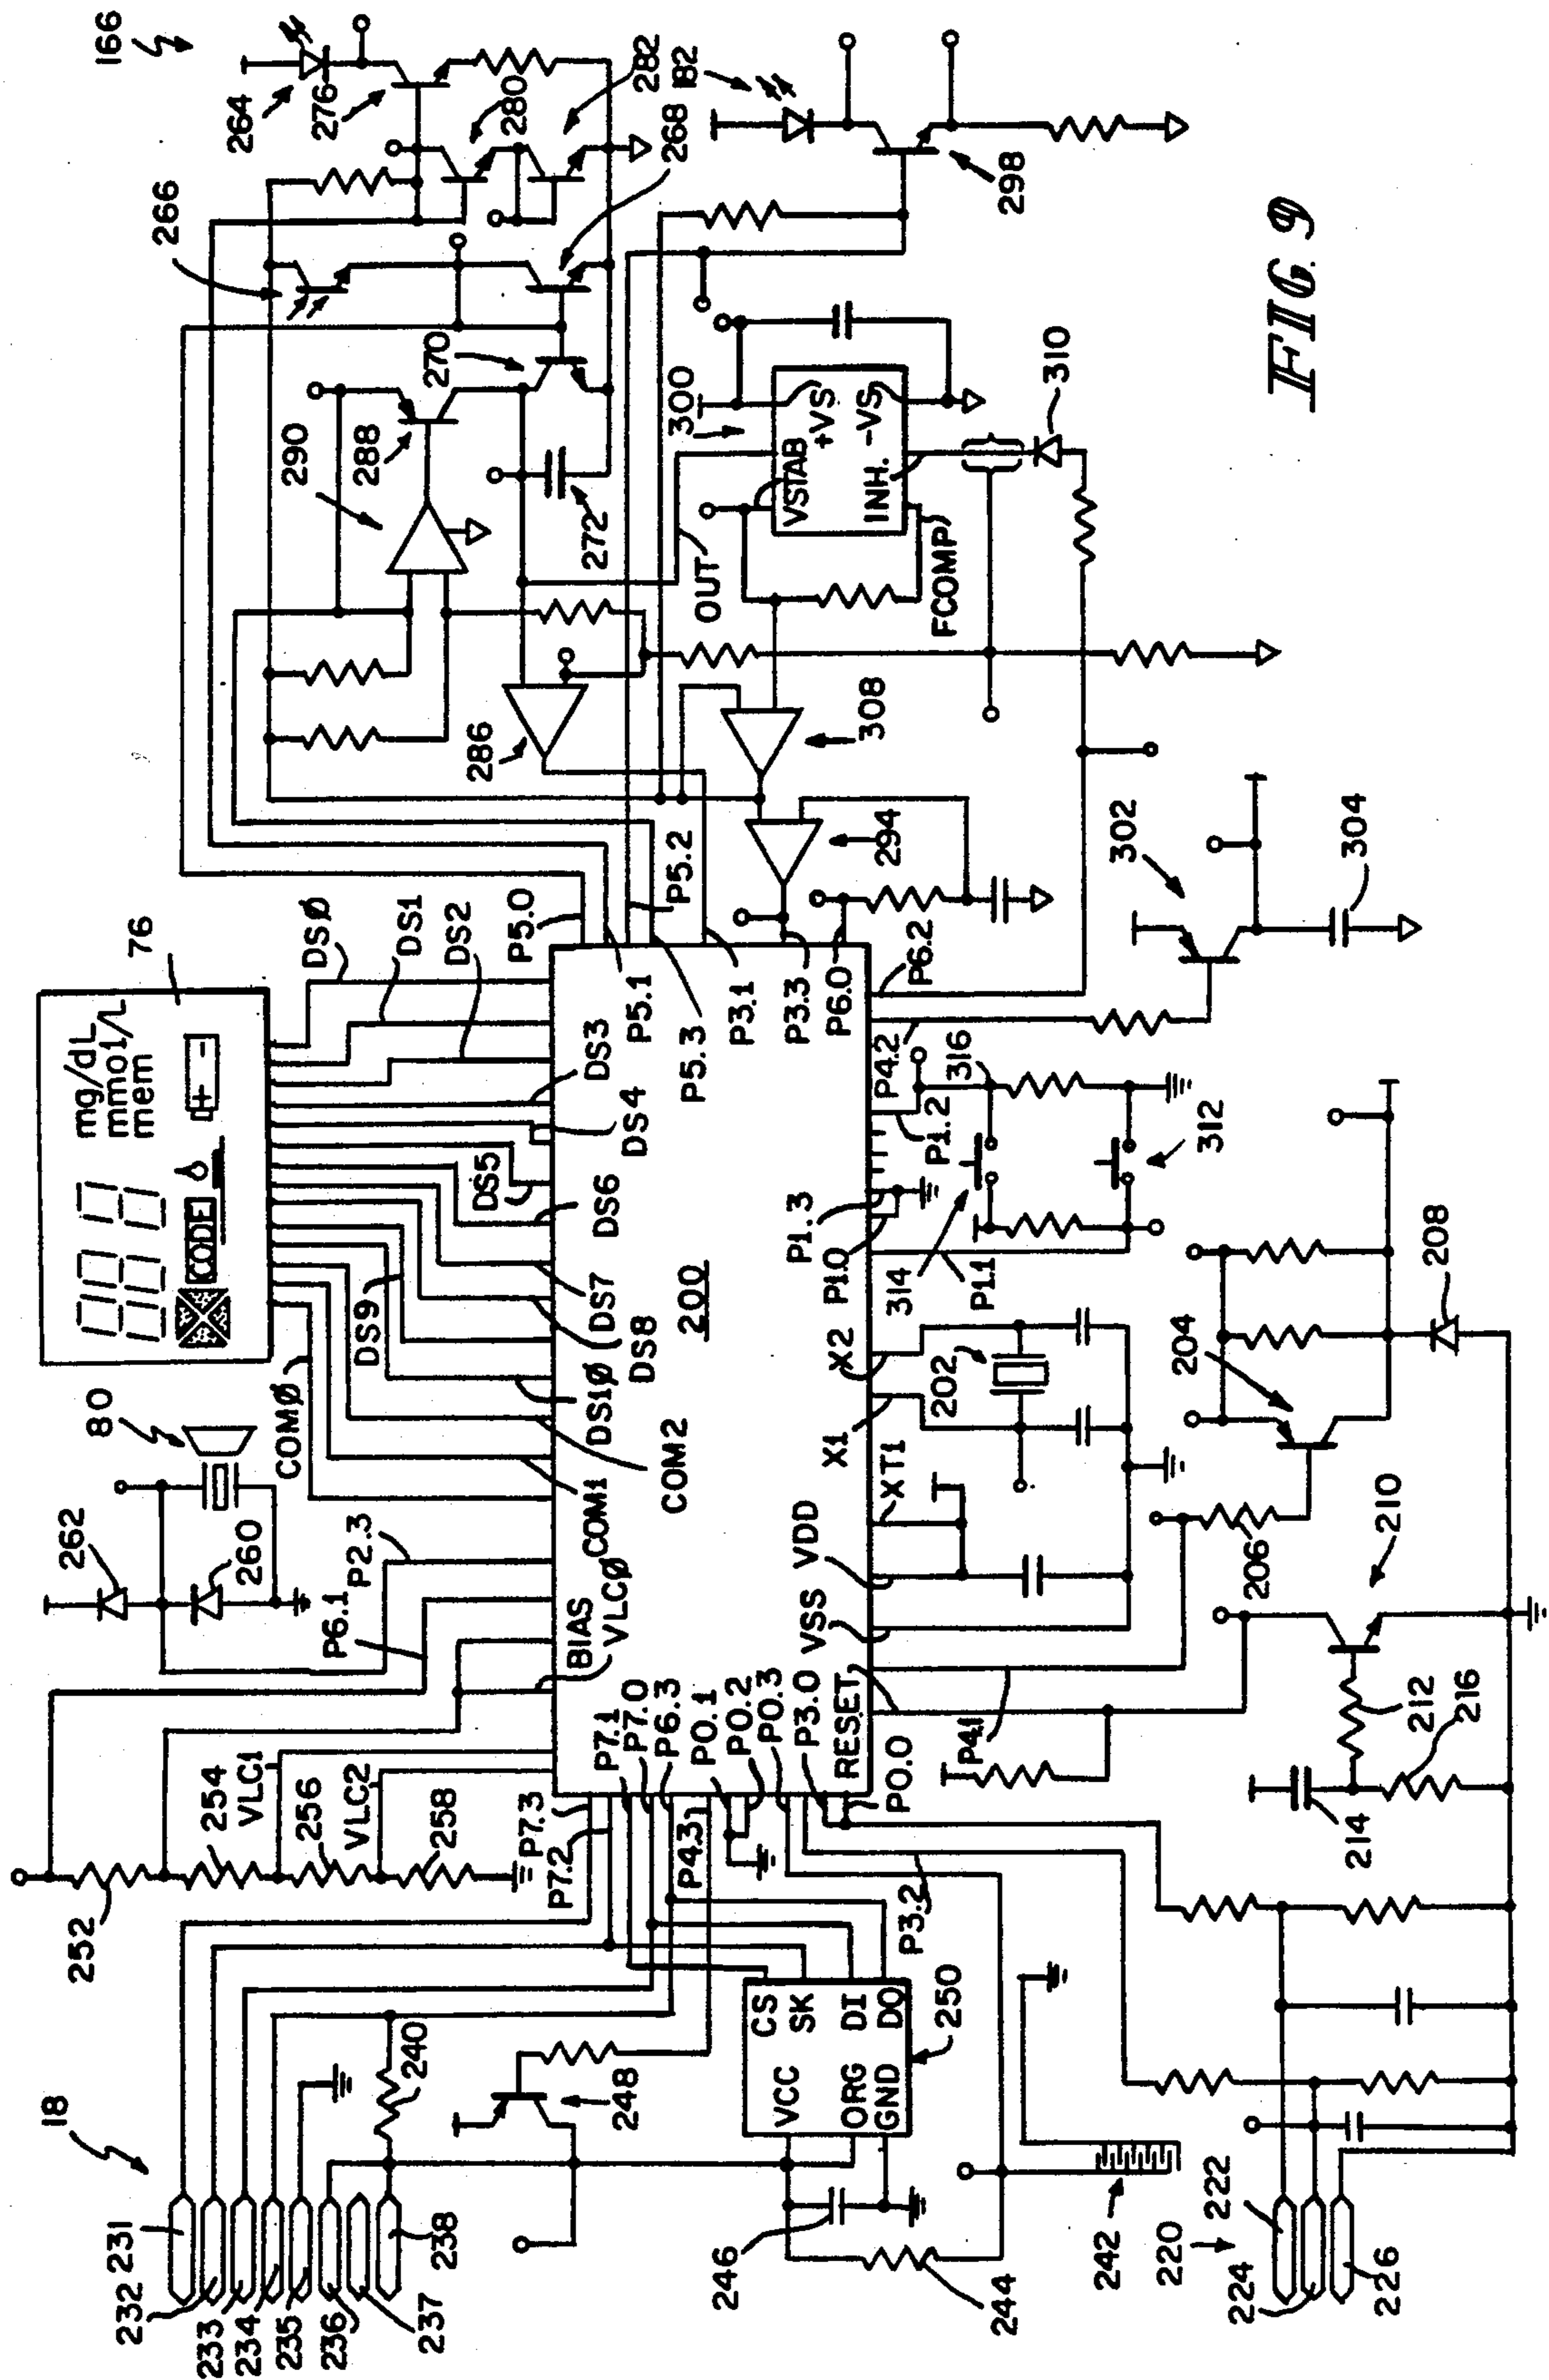 166
264
276
280
282
182
266
268
298
270
290
288
272
300
VSTAB
+VS
-VS
INH.
OUT
FCOMP
310
286
308
294
302
304
76
mg/dL
mmol/L
mem
CODE
+ -
DSØ
DS1
DS2
DS3
DS4
DS5
DS6
DS7
DS8
DS9
DS1Ø
COMØ
COM1
COM2
P5.0
P5.1
P5.2
P5.3
P3.1
P3.3
P6.0
P6.2
P4.2
200
80
262
260
P2.3
P6.1
BIAS
VLCØ
VLC1
VLC2
252
254
256
258
P7.3
P7.2
P7.1
P7.0
P6.3
P4.3
P0.1
P0.2
P0.3
P3.0
P3.2
RESET
P0.0
P4.1
VSS
VDD
XT1
X1
X2
202
P1.0
P1.1
P1.2
P1.3
316
314
312
204
206
208
210
212
214
216
18
231
232
233
234
235
236
237
238
240
248
VCC
ORG
GND
CS
SK
DI
DO
250
246
244
242
220
222
224
226
FIG. 9